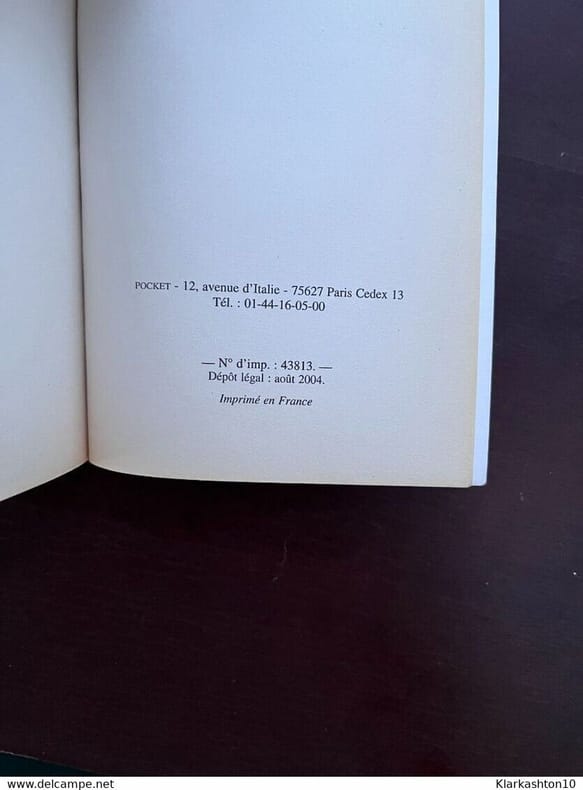 POCKET - 12, avenue d'Italie - 75627 Paris Cedex 13
Tél. : 01-44-16-05-00
— N° d'imp. : 43813. —
Dépôt légal : août 2004.
Imprimé en France
www.delcampe.net
Klarkashton10